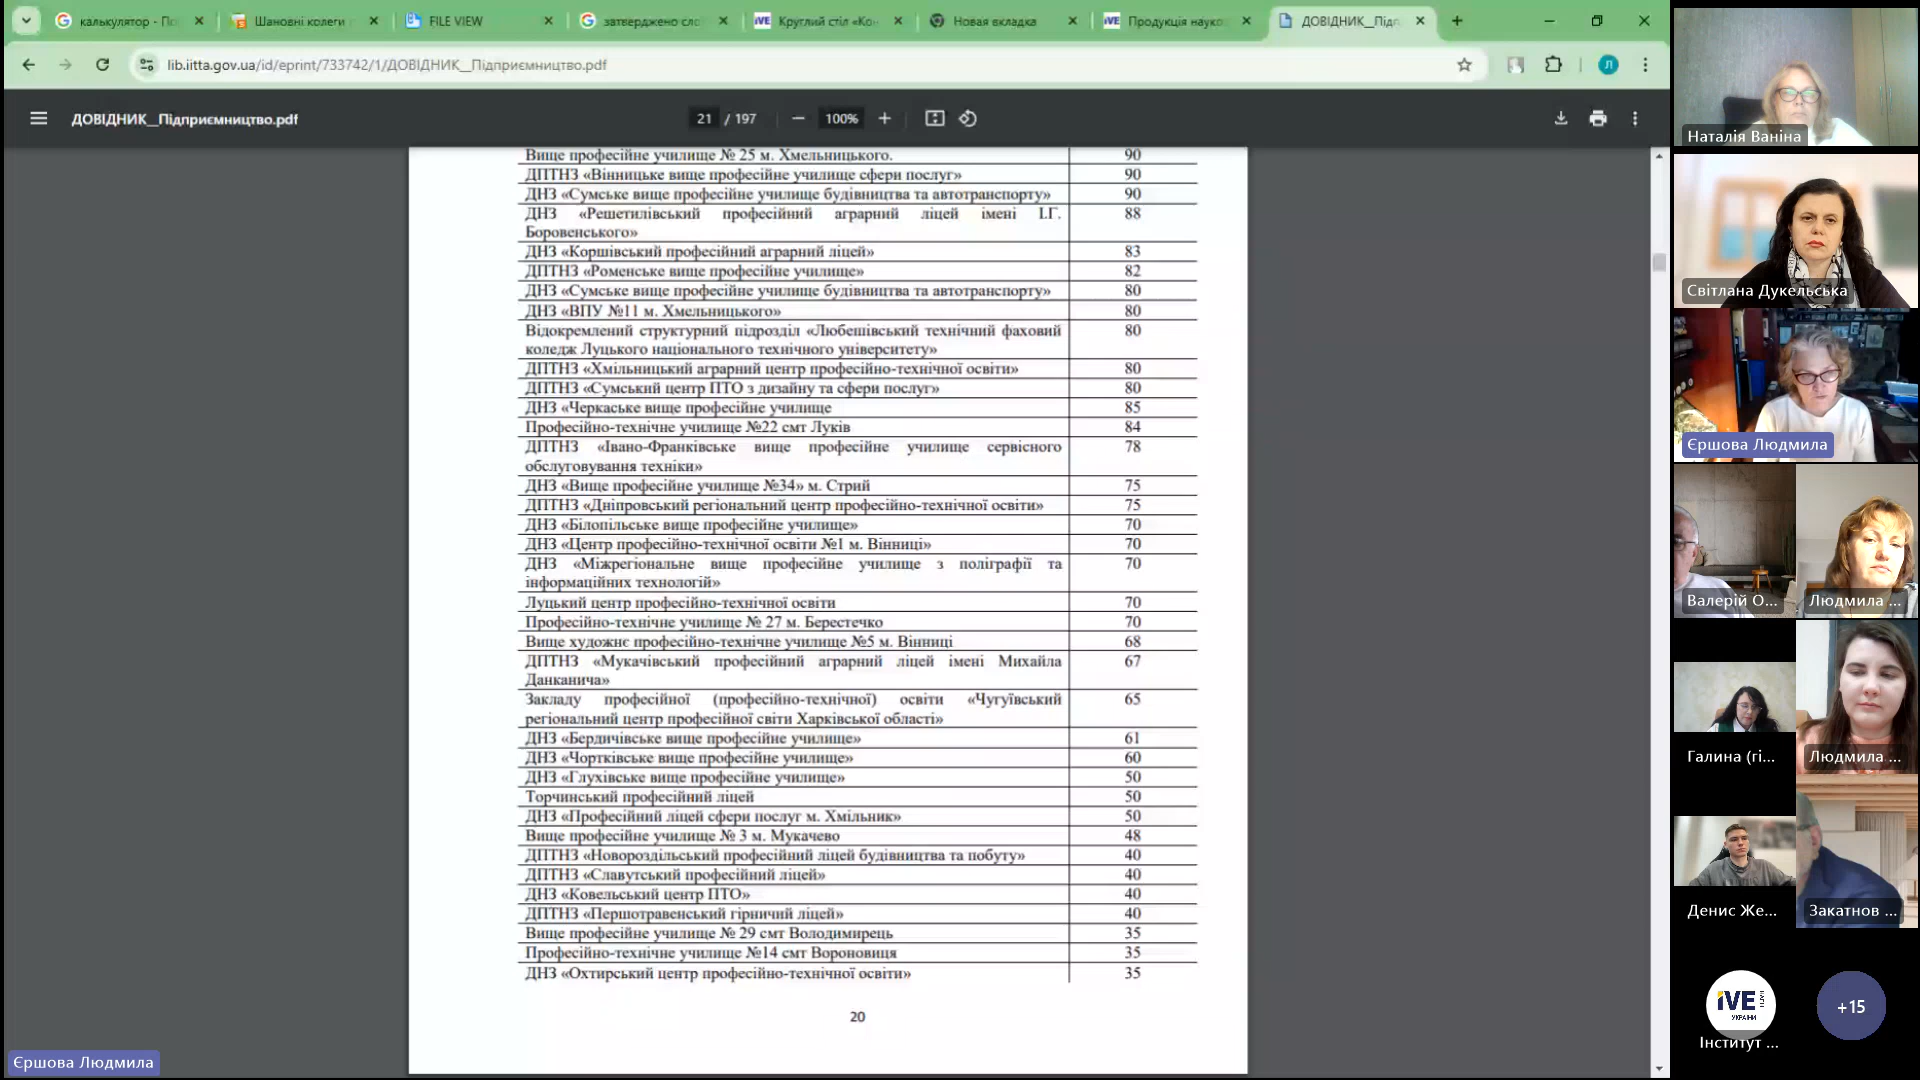 калькулятор - По
Шановні колеги
FILE VIEW
затверджено сло
Круглий стіл «Кон
Новая вкладка
Продукція науко
ДОВІДНИК__Підп
lib.iitta.gov.ua/id/eprint/733742/1/ДОВІДНИК__Підприємництво.pdf
Л
ДОВІДНИК__Підприємництво.pdf
21 / 197
100%
Вище професійне училище № 25 м. Хмельницького. 90
ДПТНЗ «Вінницьке вище професійне училище сфери послуг» 90
ДНЗ «Сумське вище професійне училище будівництва та автотранспорту» 90
ДНЗ «Решетилівський професійний аграрний ліцей імені І.Г. 88
Боровенського»
ДНЗ «Коршівський професійний аграрний ліцей» 83
ДПТНЗ «Роменське вище професійне училище» 82
ДНЗ «Сумське вище професійне училище будівництва та автотранспорту» 80
ДНЗ «ВПУ №11 м. Хмельницького» 80
Відокремлений структурний підрозділ «Любешівський технічний фаховий 80
коледж Луцького національного технічного університету»
ДПТНЗ «Хмільницький аграрний центр професійно-технічної освіти» 80
ДПТНЗ «Сумський центр ПТО з дизайну та сфери послуг» 80
ДНЗ «Черкаське вище професійне училище 85
Професійно-технічне училище №22 смт Луків 84
ДПТНЗ «Івано-Франківське вище професійне училище сервісного 78
обслуговування техніки»
ДНЗ «Вище професійне училище №34» м. Стрий 75
ДПТНЗ «Дніпровський регіональний центр професійно-технічної освіти» 75
ДНЗ «Білопільське вище професійне училище» 70
ДНЗ «Центр професійно-технічної освіти №1 м. Вінниці» 70
ДНЗ «Міжрегіональне вище професійне училище з поліграфії та 70
інформаційних технологій»
Луцький центр професійно-технічної освіти 70
Професійно-технічне училище № 27 м. Берестечко 70
Вище художнє професійно-технічне училище №5 м. Вінниці 68
ДПТНЗ «Мукачівський професійний аграрний ліцей імені Михайла 67
Данканича»
Закладу професійної (професійно-технічної) освіти «Чугуївський 65
регіональний центр професійної світи Харківської області»
ДНЗ «Бердичівське вище професійне училище» 61
ДНЗ «Чортківське вище професійне училище» 60
ДНЗ «Глухівське вище професійне училище» 50
Торчинський професійний ліцей 50
ДНЗ «Професійний ліцей сфери послуг м. Хмільник» 50
Вище професійне училище № 3 м. Мукачево 48
ДПТНЗ «Новороздільський професійний ліцей будівництва та побуту» 40
ДПТНЗ «Славутський професійний ліцей» 40
ДНЗ «Ковельський центр ПТО» 40
ДПТНЗ «Першотравенський гірничий ліцей» 40
Вище професійне училище № 29 смт Володимирець 35
Професійно-технічне училище №14 смт Вороновиця 35
ДНЗ «Охтирський центр професійно-технічної освіти» 35
20
Єршова Людмила
Наталія Ваніна
Світлана Дукельська
Єршова Людмила
Валерій О...
Людмила ...
Галина (гі...
Людмила ...
Денис Же...
Закатнов ...
IVE
УКРАЇНИ
Інститут ...
+15